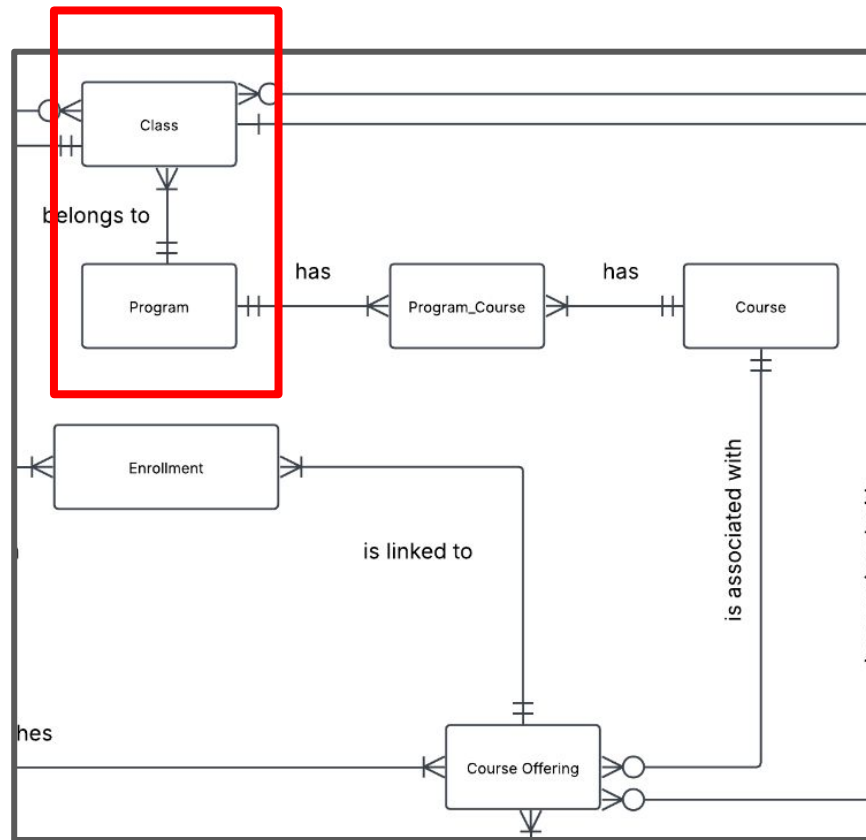 Class
belongs to
Program
has
Program_Course
has
Course
Enrollment
is linked to
is associated with
hes
Course Offering